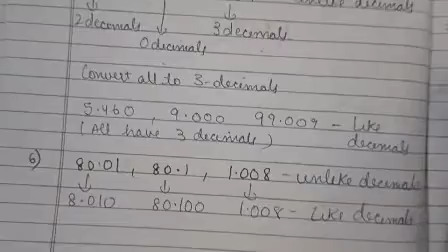 unlike decimals
2 decimals 3 decimals
0 decimals
Convert all to 3-decimals
5.460 , 9.000 99.009 - Like
(All have 3 decimals) decimals
6) 80.01 , 80.1 , 1.008 - unlike decimals
8.010 80.100 1.008 - Like decimals